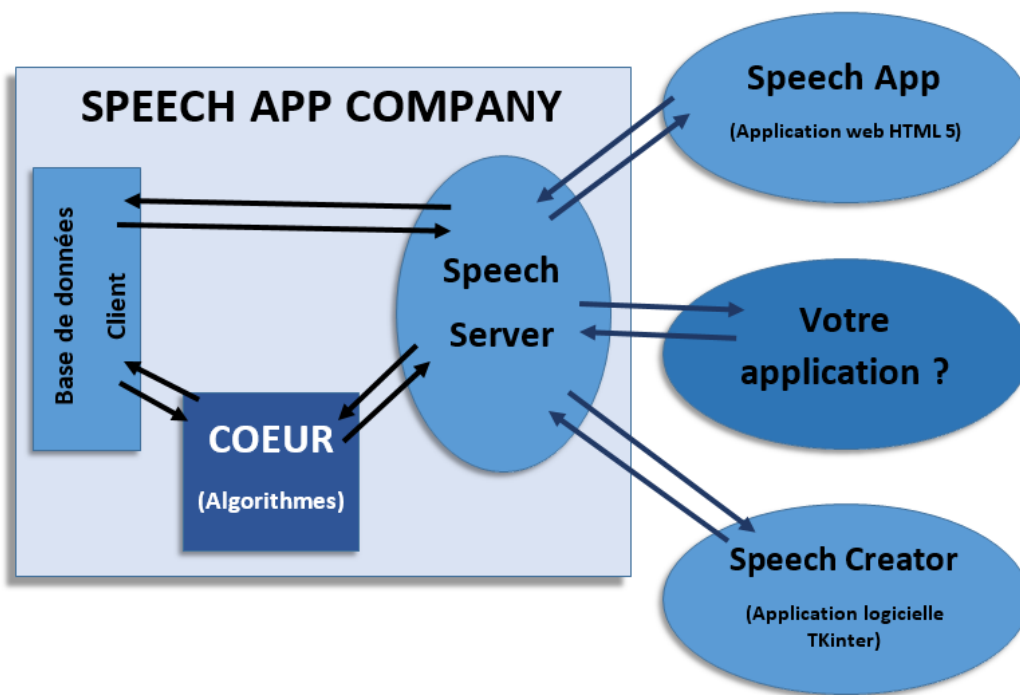 SPEECH APP COMPANY
Base de données
Client
COEUR
(Algorithmes)
Speech
Server
Speech App
(Application web HTML 5)
Votre
application ?
Speech Creator
(Application logicielle
TKinter)